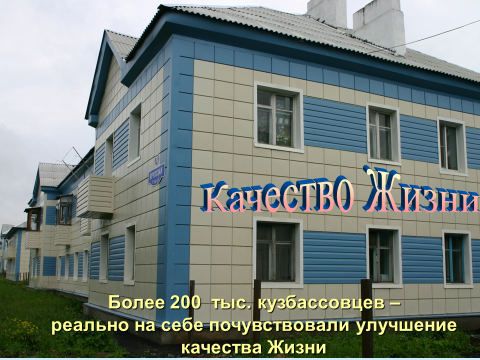 Качество Жизни
Более 200 тыс. кузбассовцев –
реально на себе почувствовали улучшение
качества Жизни